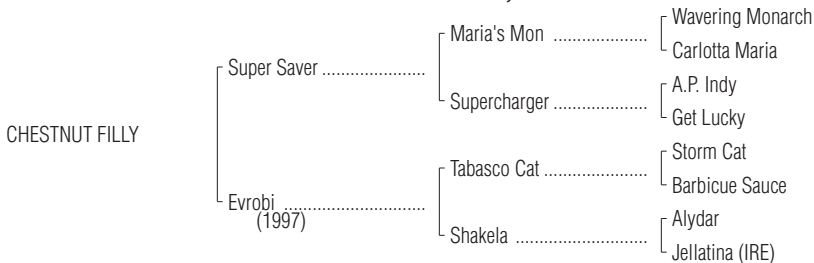 Wavering Monarch
Maria's Mon ....................
Carlotta Maria
Super Saver ......................
A.P. Indy
Supercharger ....................
Get Lucky
CHESTNUT FILLY
Storm Cat
Tabasco Cat ......................
Barbicue Sauce
Evrobi ..............................
(1997)
Alydar
Shakela ............................
Jellatina (IRE)